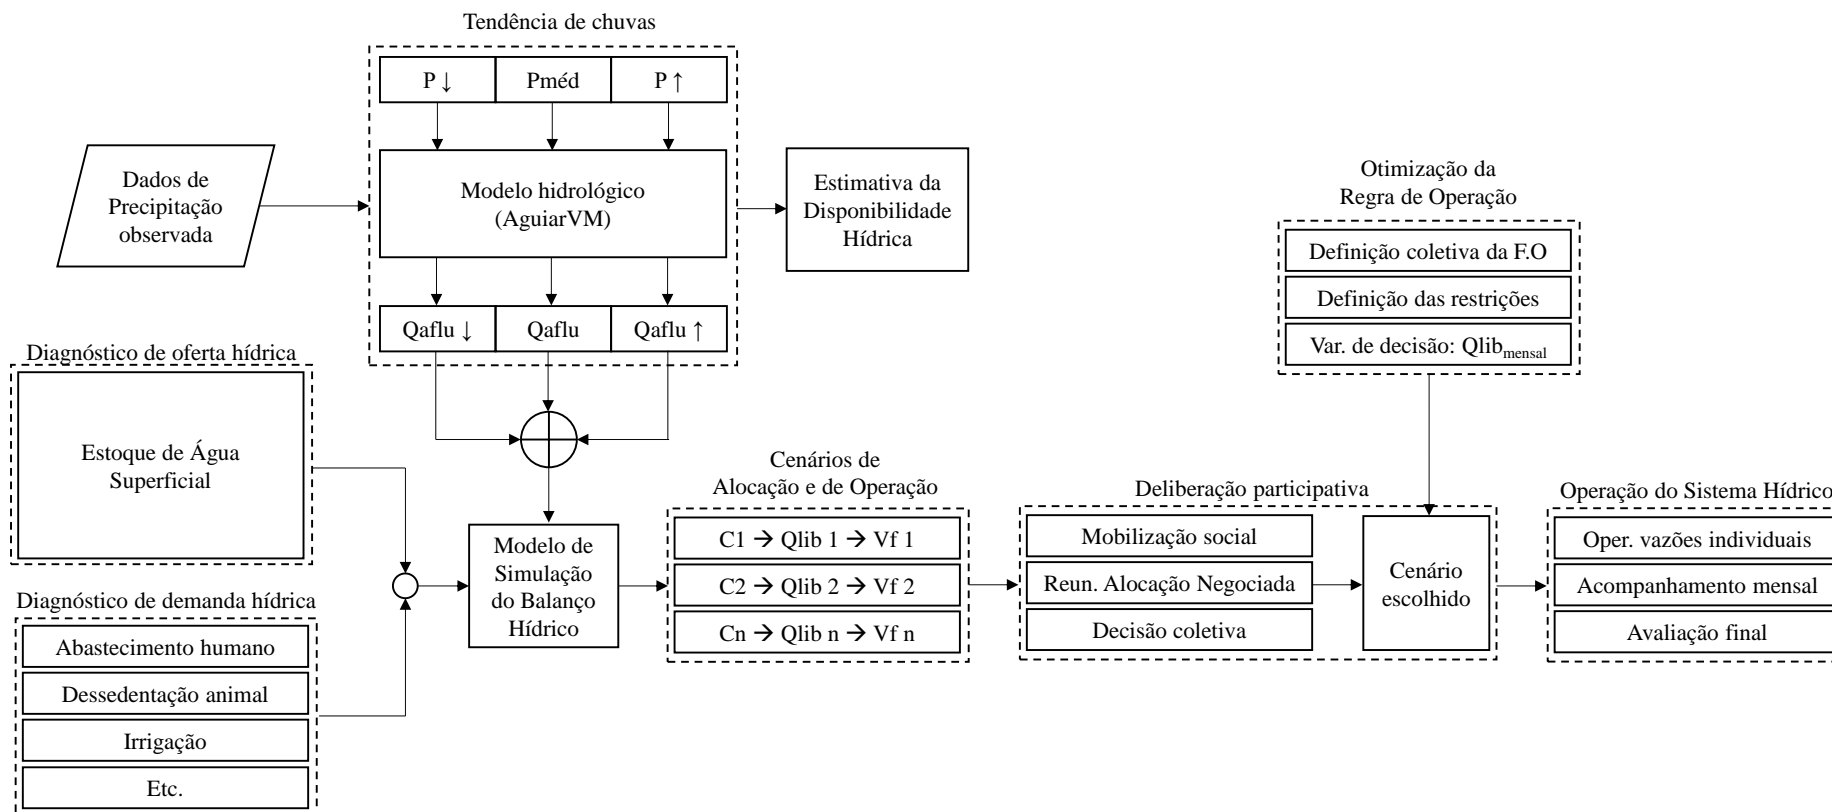 Tendência de chuvas
P ↓
Pméd
P ↑
Dados de
Precipitação
observada
Modelo hidrológico
(AguiarVM)
Estimativa da
Disponibilidade
Hídrica
Qaflu ↓
Qaflu
Qaflu ↑
Otimização da
Regra de Operação
Definição coletiva da F.O
Definição das restrições
Var. de decisão: Qlibmensal
Diagnóstico de oferta hídrica
Estoque de Água
Superficial
Diagnóstico de demanda hídrica
Abastecimento humano
Dessedentação animal
Irrigação
Etc.
Modelo de
Simulação
do Balanço
Hídrico
Cenários de
Alocação e de Operação
C1 → Qlib 1 → Vf 1
C2 → Qlib 2 → Vf 2
Cn → Qlib n → Vf n
Deliberação participativa
Mobilização social
Reun. Alocação Negociada
Decisão coletiva
Cenário
escolhido
Operação do Sistema Hídrico
Oper. vazões individuais
Acompanhamento mensal
Avaliação final